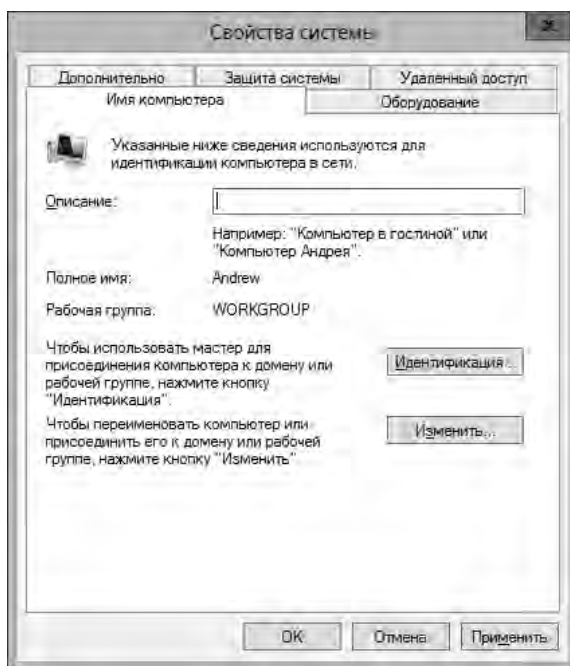 Свойства системы
x
Дополнительно Защита системы Удаленный доступ
Имя компьютера Оборудование
Указанные ниже сведения используются для
идентификации компьютера в сети.
Описание:
Например: "Компьютер в гостиной" или
"Компьютер Андрея".
Полное имя: Andrew
Рабочая группа: WORKGROUP
Чтобы использовать мастер для
присоединения компьютера к домену или
рабочей группе, нажмите кнопку
"Идентификация".
Идентификация...
Чтобы переименовать компьютер или
присоединить его к домену или рабочей
группе, нажмите кнопку "Изменить"
Изменить...
OK Отмена Применить